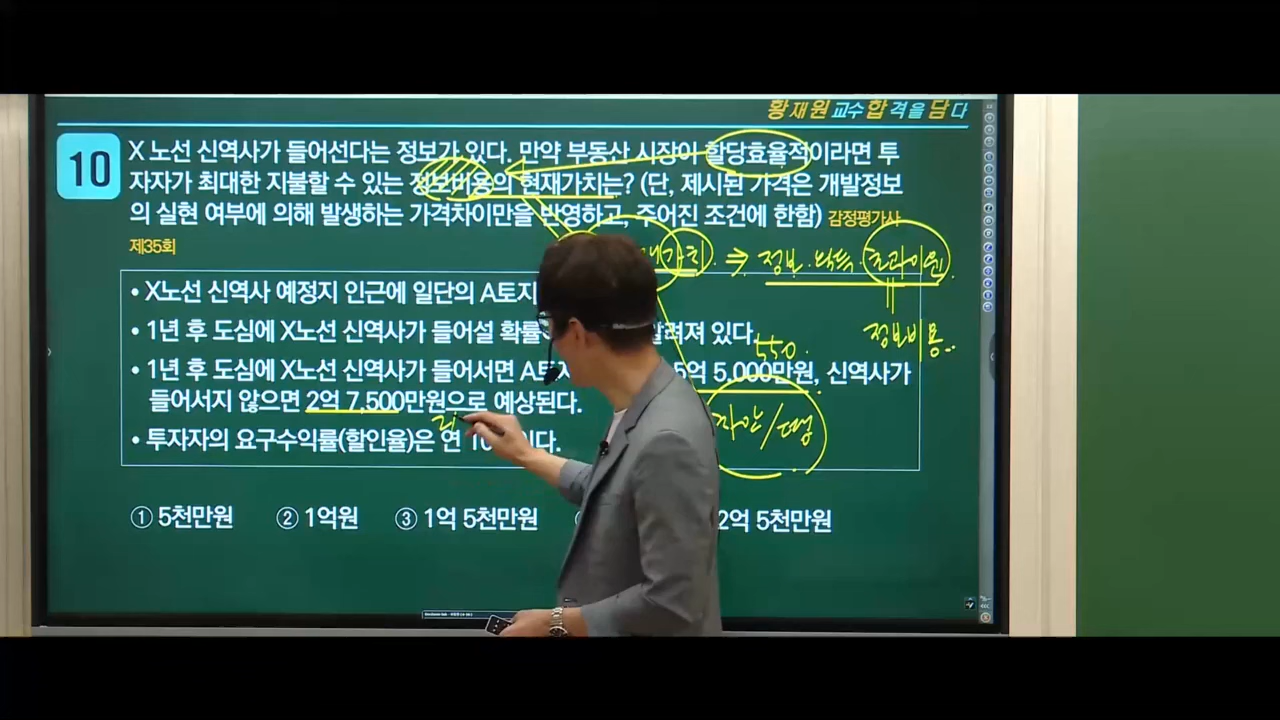 황재원 교수 합격을 담다
10
X 노선 신역사가 들어선다는 정보가 있다. 만약 부동산 시장이 할당효율적이라면 투
자자가 최대한 지불할 수 있는 정보비용의 현재가치는? (단, 제시된 가격은 개발정보
의 실현 여부에 의해 발생하는 가격차이만을 반영하고, 주어진 조건에 한함) 감정평가사
제35회
가치 ⇒ 정보 획득 초과이윤
• X노선 신역사 예정지 인근에 일단의 A토지
• 1년 후 도심에 X노선 신역사가 들어설 확률 알려져 있다.
정보비용
550
• 1년 후 도심에 X노선 신역사가 들어서면 A토지 5억 5,000만원, 신역사가
들어서지 않으면 2억 7,500만원으로 예상된다.
• 투자자의 요구수익률(할인율)은 연 10 이다.
① 5천만원 ② 1억원 ③ 1억 5천만원 2억 5천만원